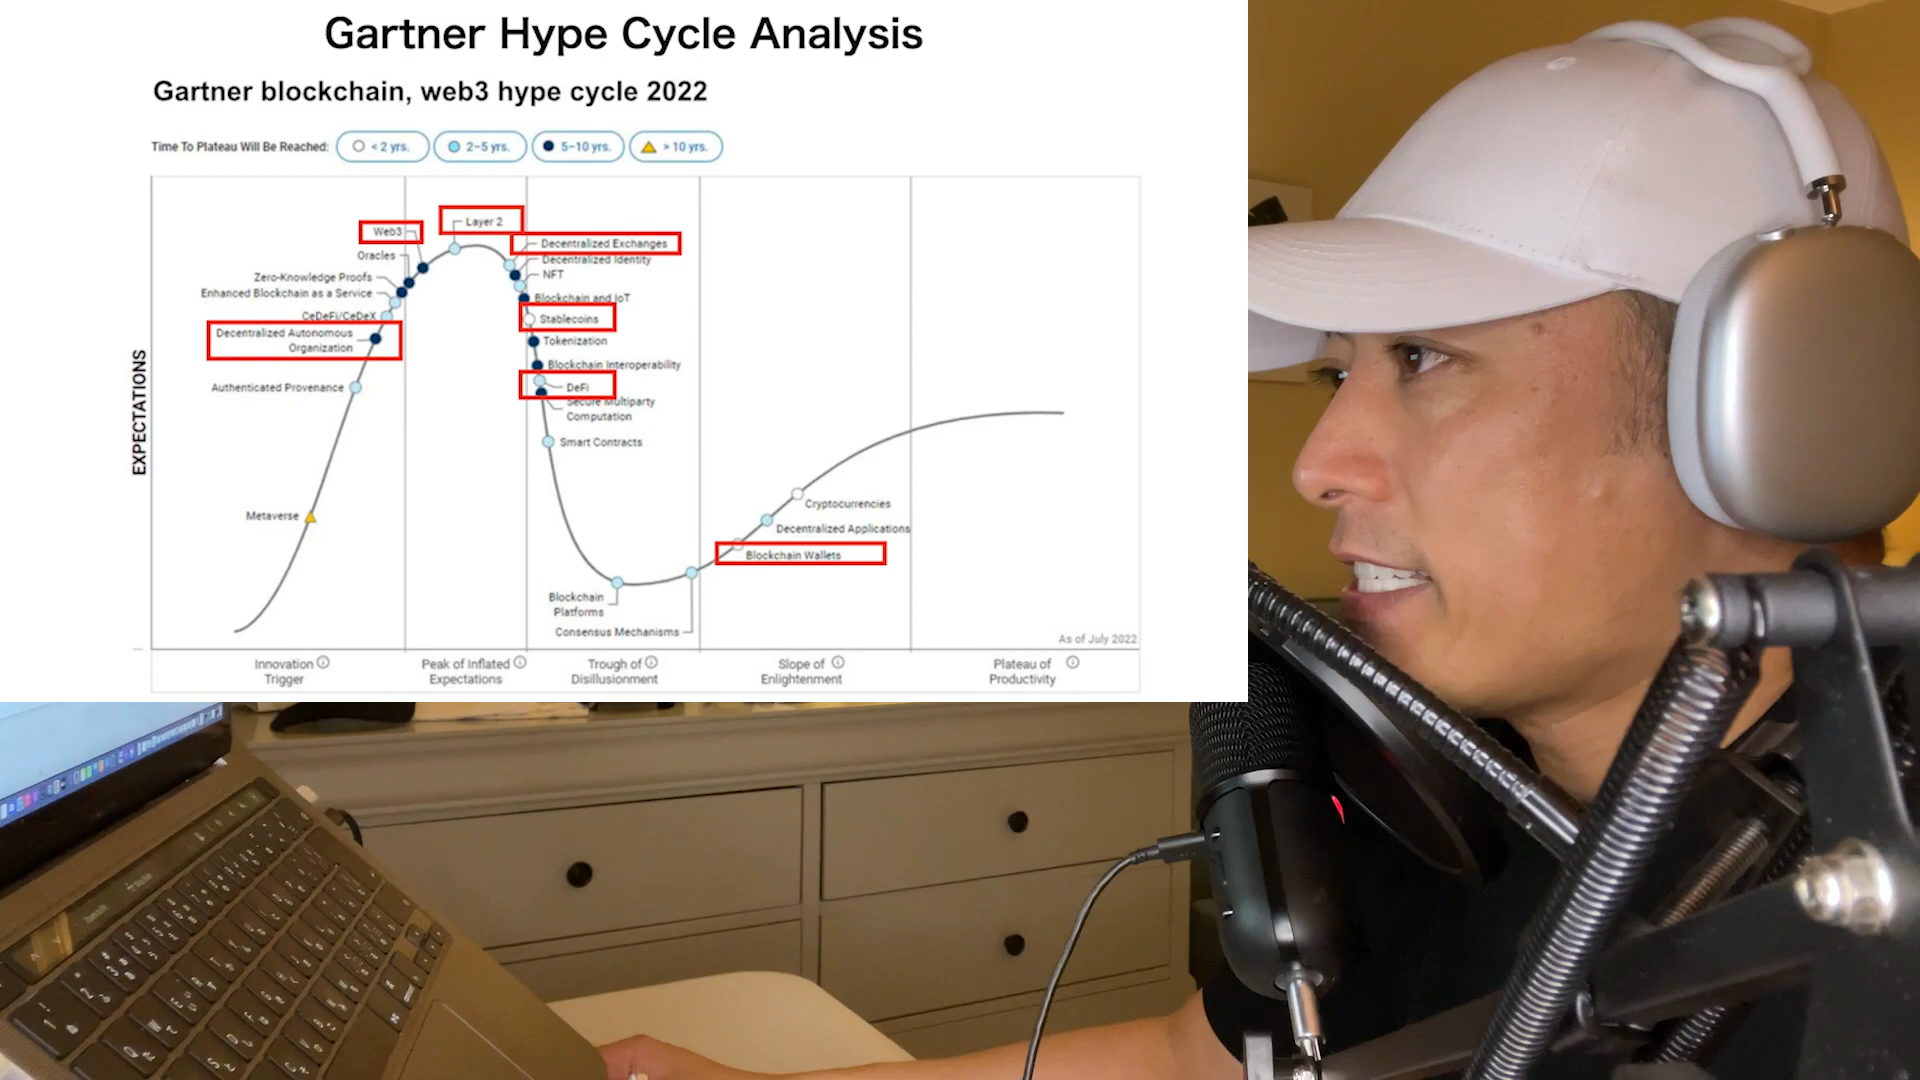 Gartner Hype Cycle Analysis
Gartner blockchain, web3 hype cycle 2022
Time To Plateau Will Be Reached: < 2 yrs. 2-5 yrs. 5-10 yrs. > 10 yrs.
Layer 2
Web3
Decentralized Exchanges
Oracles
Decentralized Identity
Zero-Knowledge Proofs
NFT
Enhanced Blockchain as a Service
Blockchain and IoT
CeDeFi/CeDeX
Stablecoins
Decentralized Autonomous
Organization
Tokenization
Blockchain Interoperability
Authenticated Provenance
DeFi
Secure Multiparty
Computation
Smart Contracts
EXPECTATIONS
Metaverse
Cryptocurrencies
Decentralized Applications
Blockchain Wallets
Blockchain
Platforms
Consensus Mechanisms
As of July 2022
Innovation
Trigger
Peak of Inflated
Expectations
Trough of
Disillusionment
Slope of
Enlightenment
Plateau of
Productivity